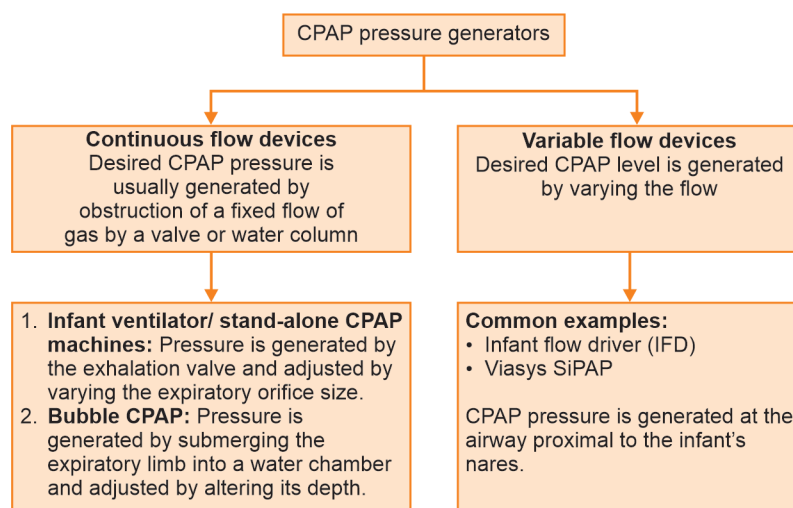 CPAP pressure generators
Continuous flow devices
Desired CPAP pressure is
usually generated by
obstruction of a fixed flow of
gas by a valve or water column
Variable flow devices
Desired CPAP level is generated
by varying the flow
1. Infant ventilator/ stand-alone CPAP
machines: Pressure is generated by
the exhalation valve and adjusted by
varying the expiratory orifice size.
2. Bubble CPAP: Pressure is
generated by submerging the
expiratory limb into a water chamber
and adjusted by altering its depth.
Common examples:
• Infant flow driver (IFD)
• Viasys SiPAP
CPAP pressure is generated at the
airway proximal to the infant's
nares.